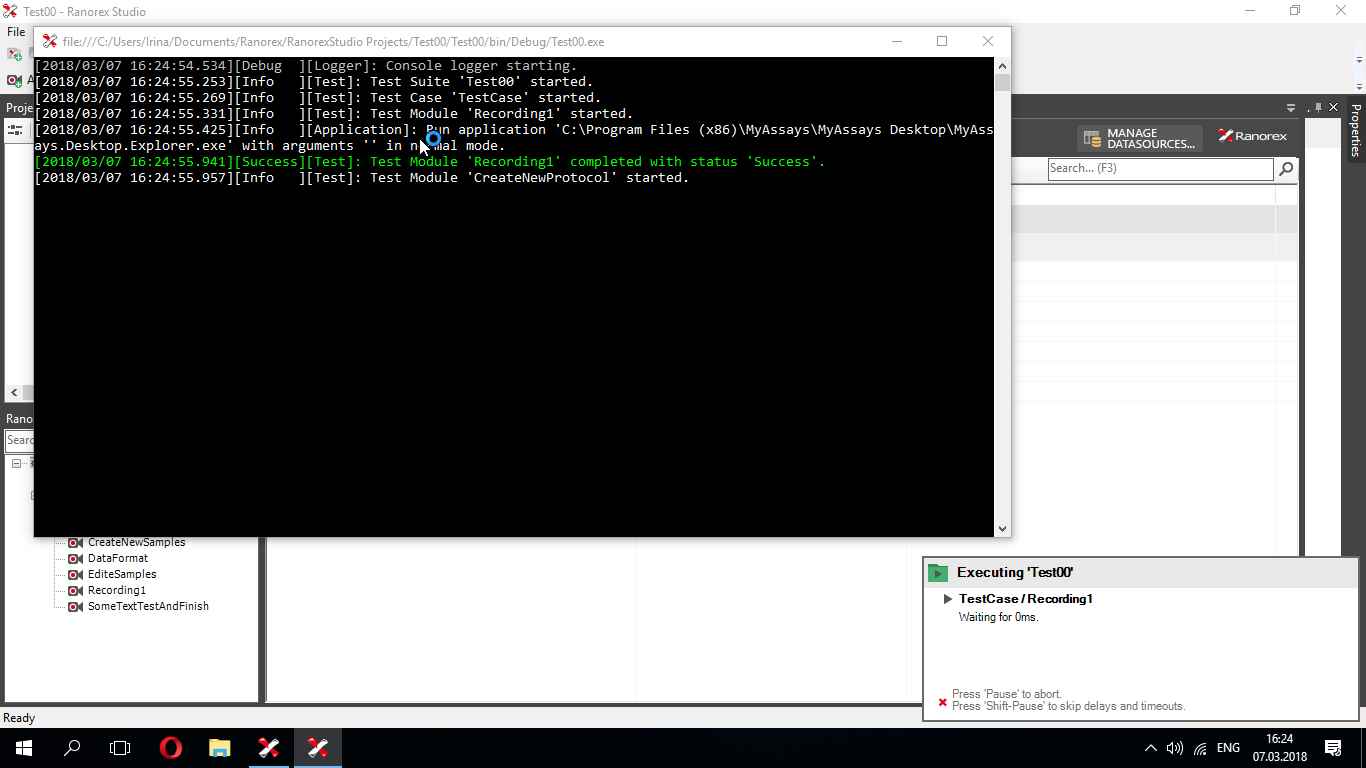 Test00 - Ranorex Studio
File
file:///C:/Users/Irina/Documents/Ranorex/RanorexStudio Projects/Test00/Test00/bin/Debug/Test00.exe
[2018/03/07 16:24:54.534][Debug  ][Logger]: Console logger starting.
[2018/03/07 16:24:55.253][Info   ][Test]: Test Suite 'Test00' started.
[2018/03/07 16:24:55.269][Info   ][Test]: Test Case 'TestCase' started.
[2018/03/07 16:24:55.331][Info   ][Test]: Test Module 'Recording1' started.
[2018/03/07 16:24:55.425][Info   ][Application]: Run application 'C:\Program Files (x86)\MyAssays\MyAssays Desktop\MyAss
ays.Desktop.Explorer.exe' with arguments '' in normal mode.
[2018/03/07 16:24:55.941][Success][Test]: Test Module 'Recording1' completed with status 'Success'.
[2018/03/07 16:24:55.957][Info   ][Test]: Test Module 'CreateNewProtocol' started.
Proje
MANAGE
DATASOURCES...
Ranorex
Properties
Search... (F3)
Rano
Searc
CreateNewSamples
DataFormat
EditeSamples
Recording1
SomeTextTestAndFinish
Executing 'Test00'
TestCase / Recording1
Waiting for 0ms.
Press 'Pause' to abort.
Press 'Shift-Pause' to skip delays and timeouts.
Ready
ENG
16:24
07.03.2018